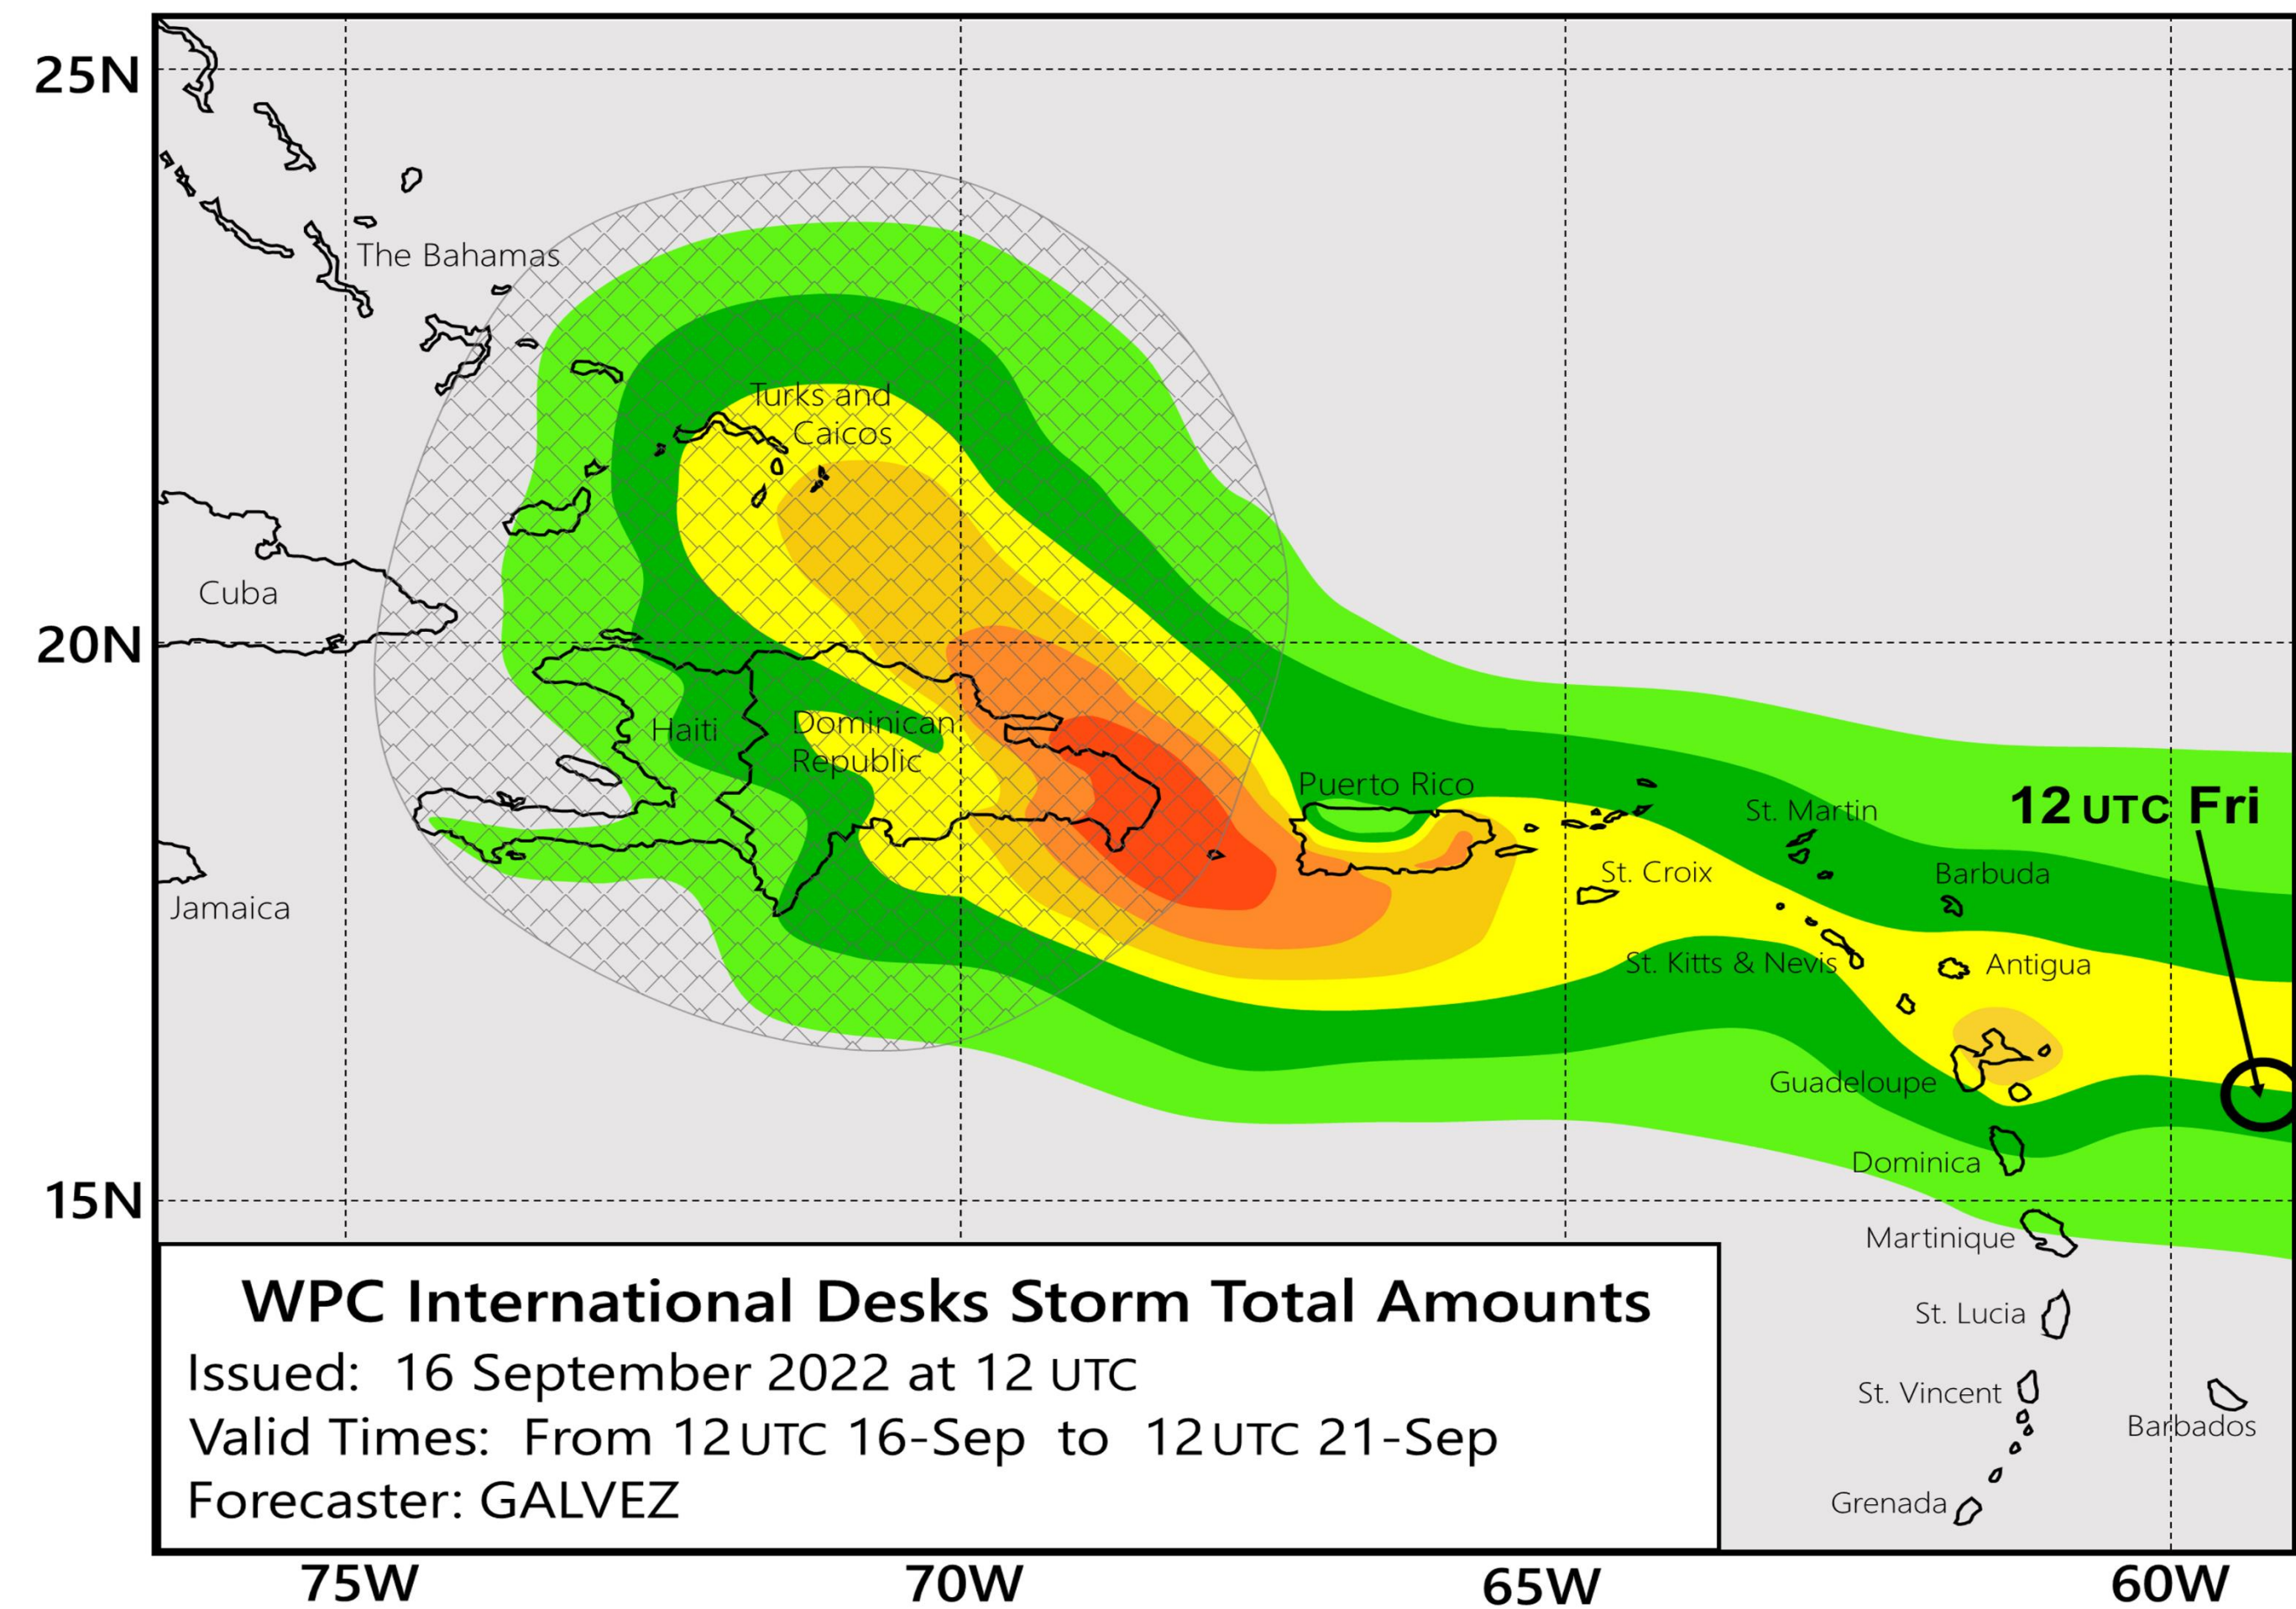 25N
The Bahamas
Turks and
Caicos
Cuba
20N
Haiti
Dominican
Republic
Puerto Rico
12 UTC Fri
St. Martin
St. Croix
Barbuda
Jamaica
St. Kitts & Nevis
Antigua
Guadeloupe
Dominica
15N
Martinique
WPC International Desks Storm Total Amounts
St. Lucia
Issued: 16 September 2022 at 12 UTC
St. Vincent
Barbados
Valid Times: From 12 UTC 16-Sep to 12 UTC 21-Sep
Forecaster: GALVEZ
Grenada
75W
70W
65W
60W